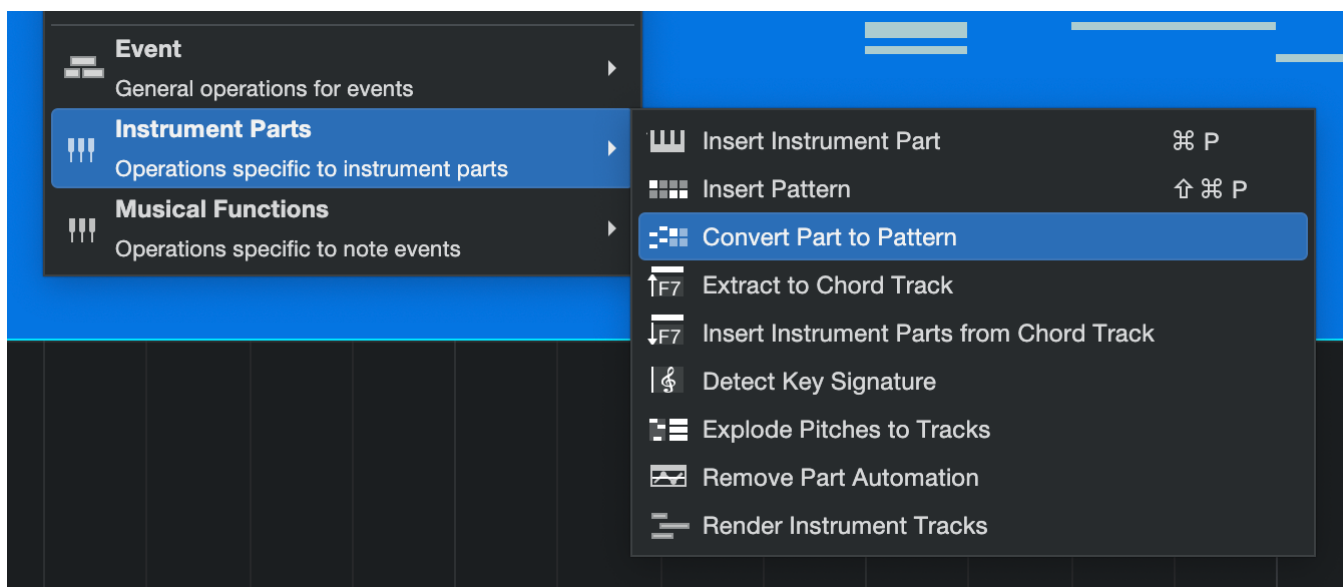 Event
General operations for events
Instrument Parts
Operations specific to instrument parts
Musical Functions
Operations specific to note events
Insert Instrument Part ⌘ P
Insert Pattern ⇧ ⌘ P
Convert Part to Pattern
F7 Extract to Chord Track
F7 Insert Instrument Parts from Chord Track
Detect Key Signature
Explode Pitches to Tracks
Remove Part Automation
Render Instrument Tracks